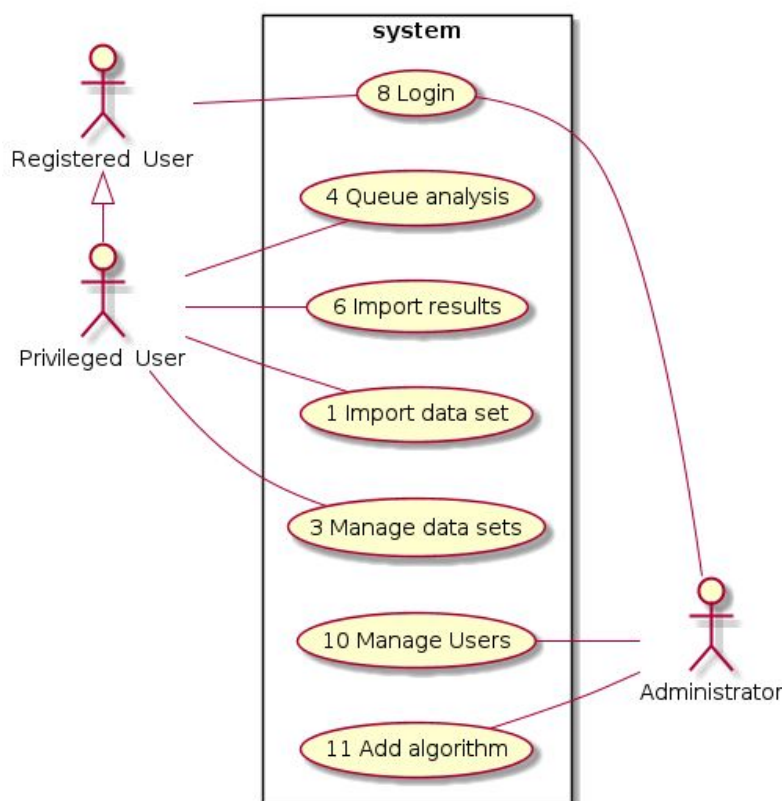 system
8 Login
Registered User
4 Queue analysis
6 Import results
Privileged User
1 Import data set
3 Manage data sets
10 Manage Users
Administrator
11 Add algorithm